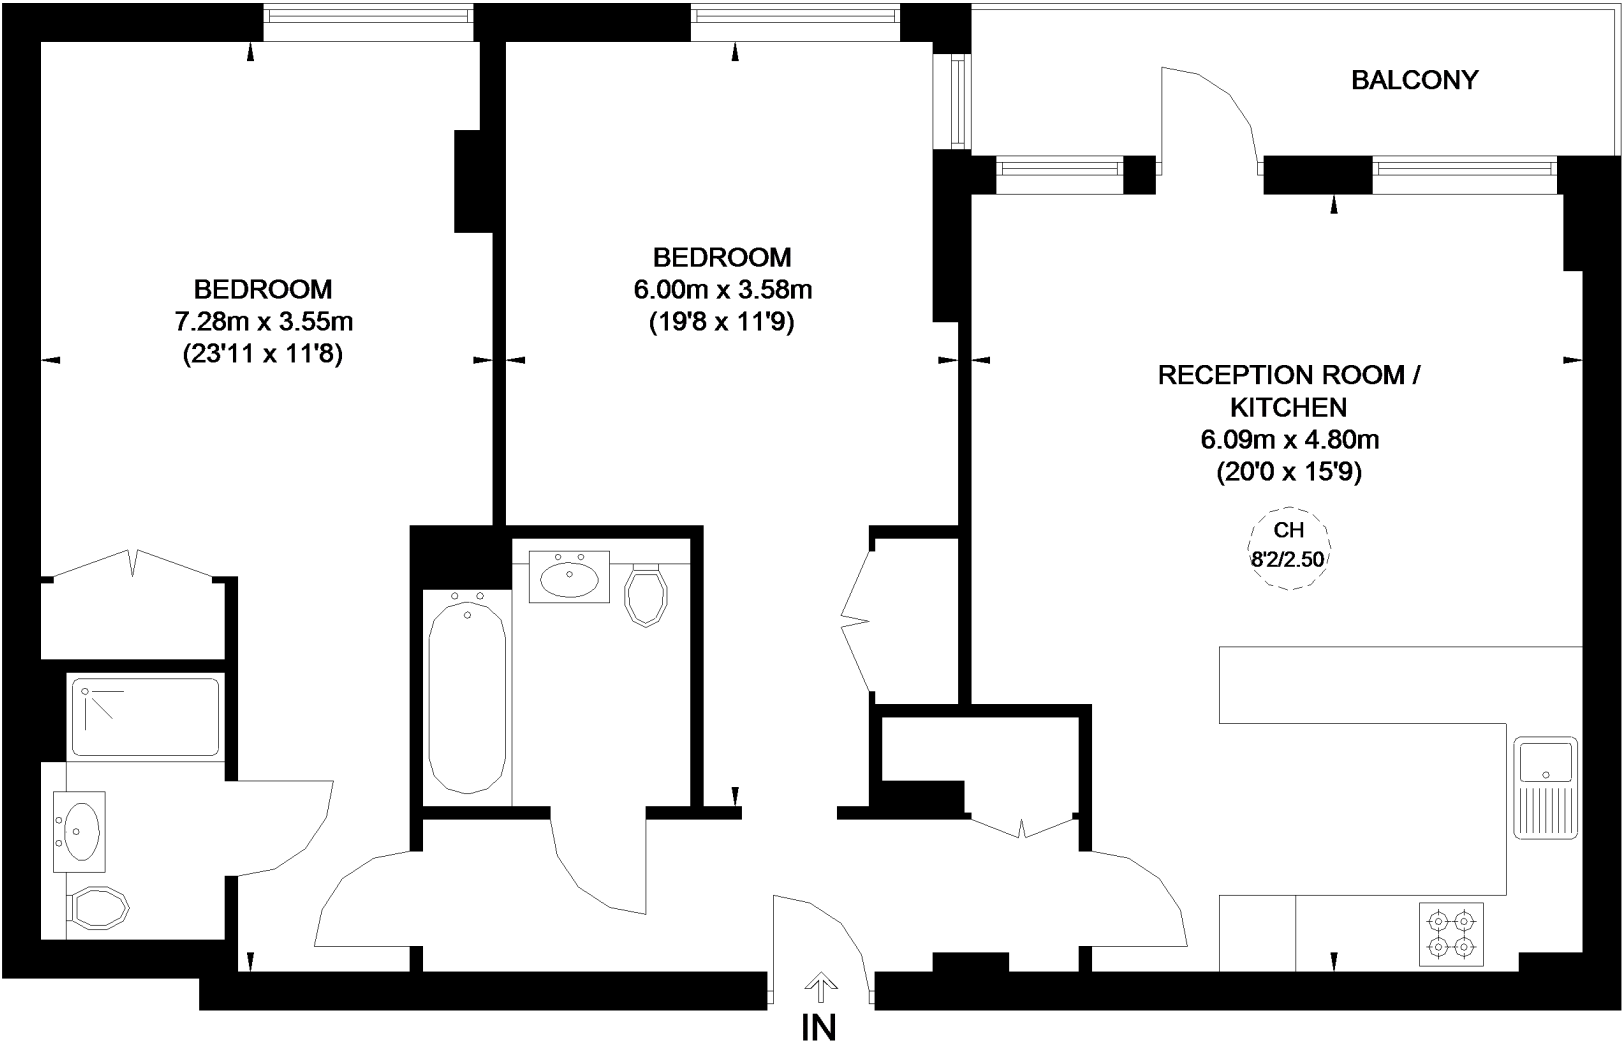 BALCONY
BEDROOM
7.28m x 3.55m
(23'11 x 11'8)
BEDROOM
6.00m x 3.58m
(19'8 x 11'9)
RECEPTION ROOM /
KITCHEN
6.09m x 4.80m
(20'0 x 15'9)
CH
8'2/2.50
IN